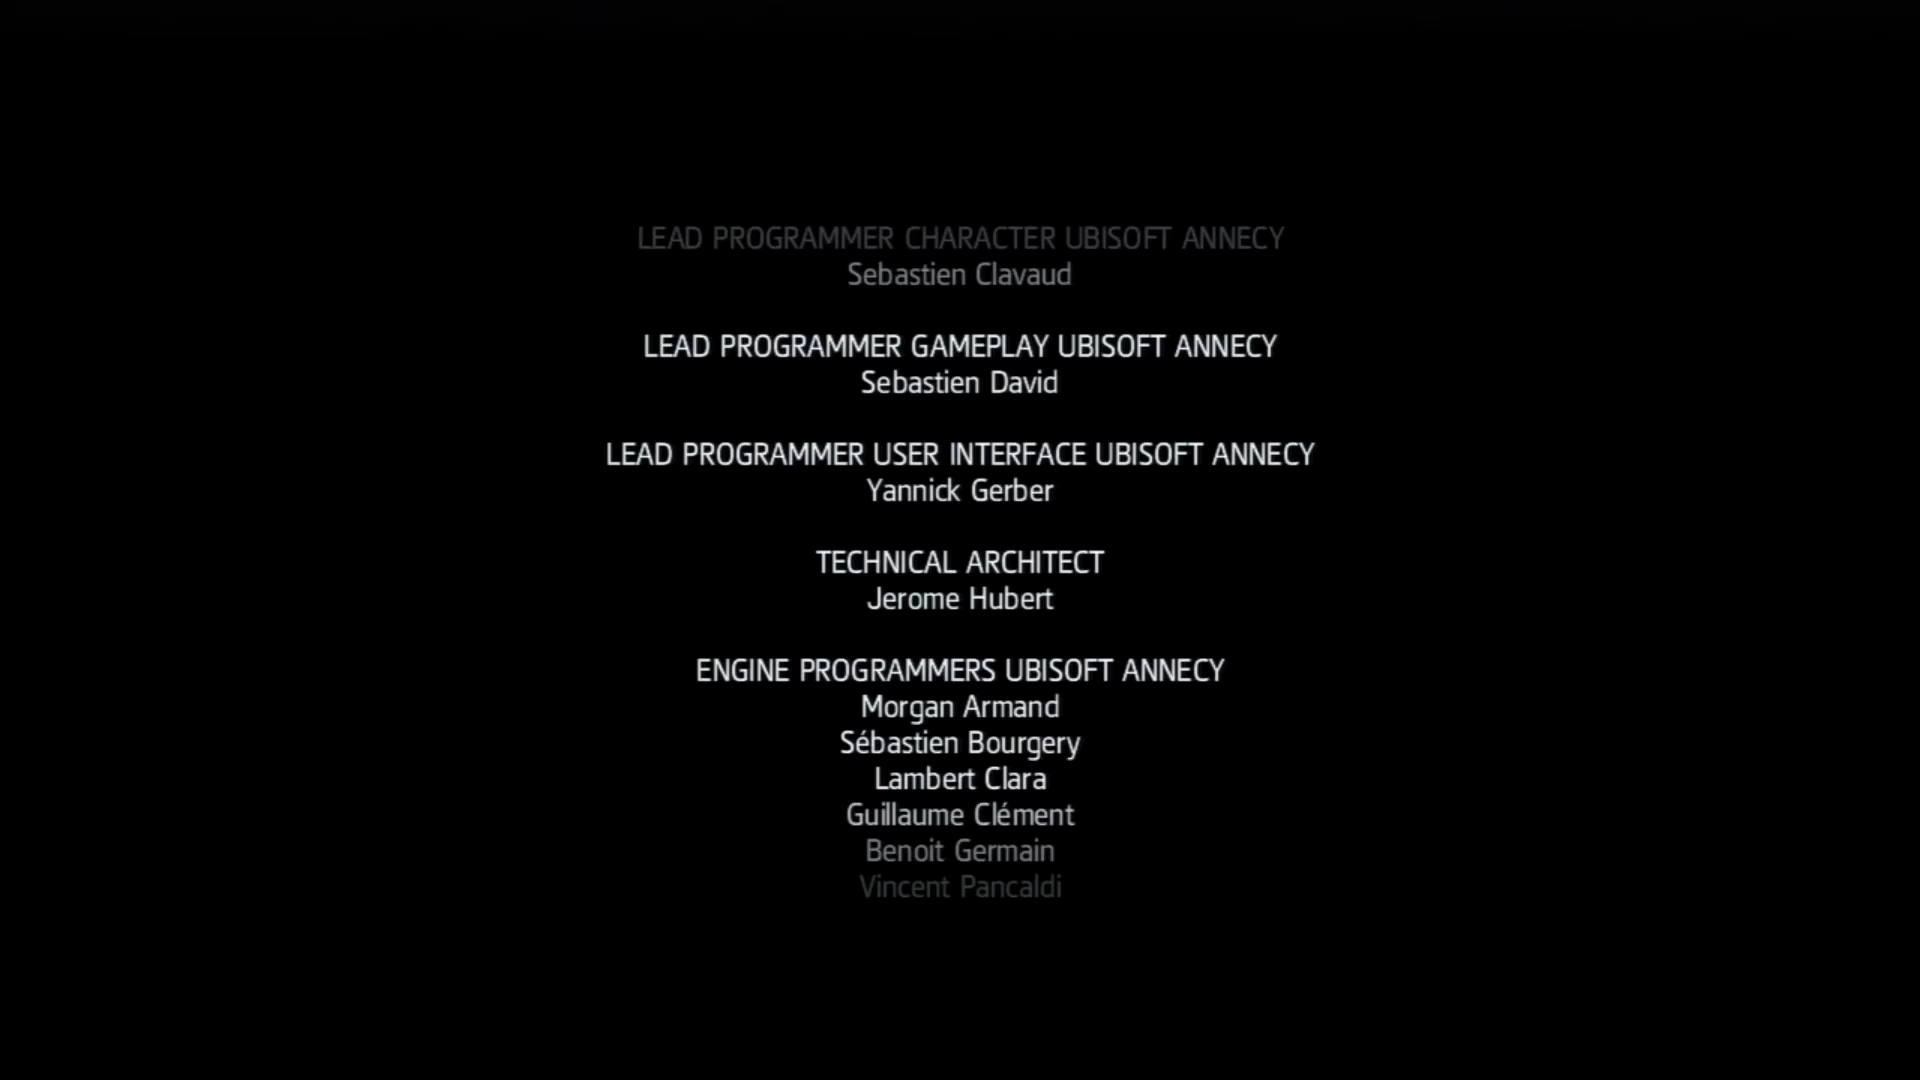 LEAD PROGRAMMER CHARACTER UBISOFT ANNECY
Sebastien Clavaud
LEAD PROGRAMMER GAMEPLAY UBISOFT ANNECY
Sebastien David
LEAD PROGRAMMER USER INTERFACE UBISOFT ANNECY
Yannick Gerber
TECHNICAL ARCHITECT
Jerome Hubert
ENGINE PROGRAMMERS UBISOFT ANNECY
Morgan Armand
Sébastien Bourgery
Lambert Clara
Guillaume Clément
Benoit Germain
Vincent Pancaldi